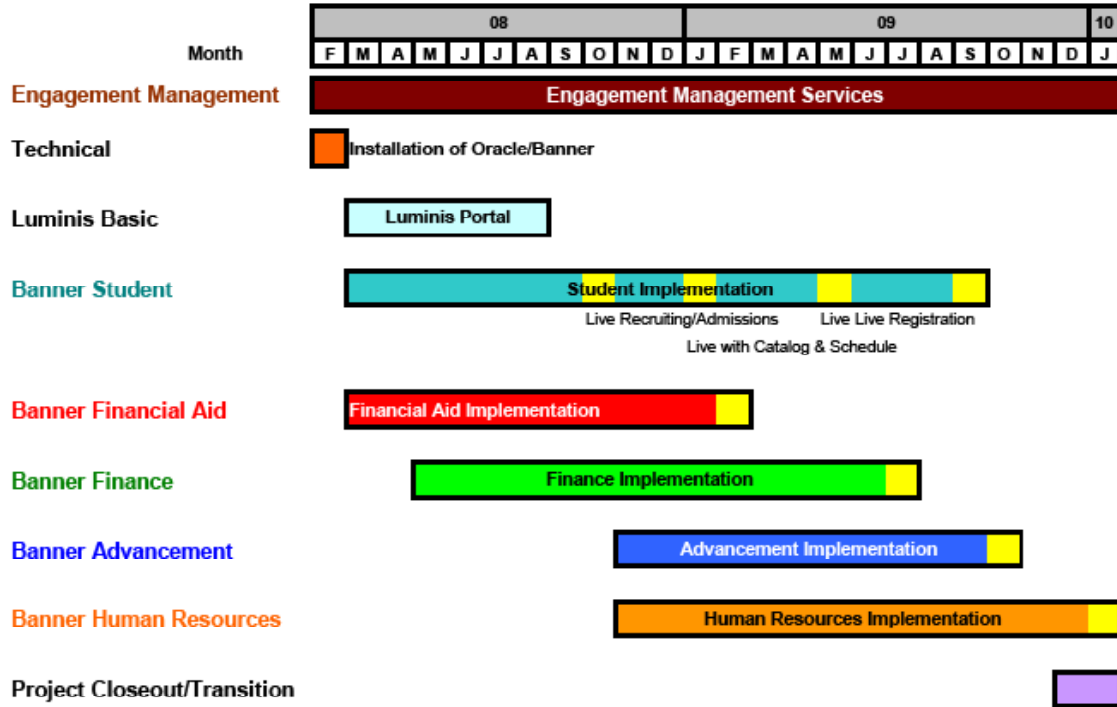 08 09 10
Month F M A M J J A S O N D J F M A M J J A S O N D J
Engagement Management Engagement Management Services
Technical Installation of Oracle/Banner
Luminis Basic Luminis Portal
Banner Student Student Implementation
Live Recruiting/Admissions Live Live Registration
Live with Catalog & Schedule
Banner Financial Aid Financial Aid Implementation
Banner Finance Finance Implementation
Banner Advancement Advancement Implementation
Banner Human Resources Human Resources Implementation
Project Closeout/Transition